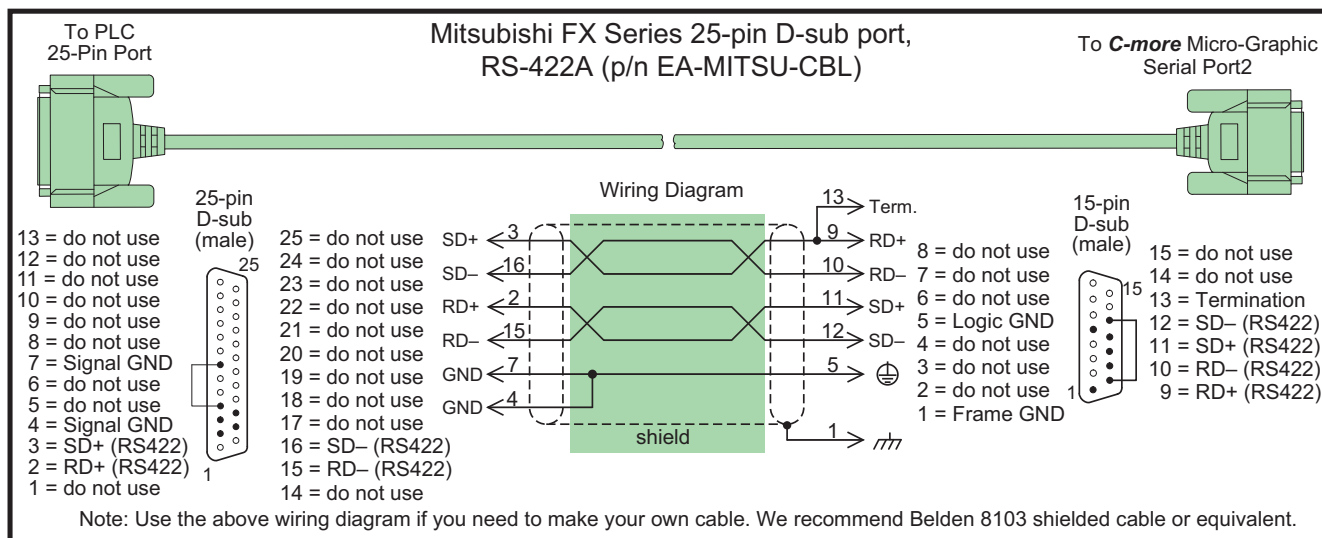 To PLC
25-Pin Port
Mitsubishi FX Series 25-pin D-sub port,
RS-422A (p/n EA-MITSU-CBL)
To C-more Micro-Graphic
Serial Port2
25-pin
D-sub
(male)
13 = do not use
12 = do not use
11 = do not use
10 = do not use
9 = do not use
8 = do not use
7 = Signal GND
6 = do not use
5 = do not use
4 = Signal GND
3 = SD+ (RS422)
2 = RD+ (RS422)
1 = do not use
25
1
25 = do not use
24 = do not use
23 = do not use
22 = do not use
21 = do not use
20 = do not use
19 = do not use
18 = do not use
17 = do not use
16 = SD– (RS422)
15 = RD– (RS422)
14 = do not use
Wiring Diagram
13 Term.
SD+ 3 9 RD+
SD– 16 10 RD–
RD+ 2 11 SD+
RD– 15 12 SD–
GND 7 5
GND 4
shield
1
8 = do not use
7 = do not use
6 = do not use
5 = Logic GND
4 = do not use
3 = do not use
2 = do not use
1 = Frame GND
15-pin
D-sub
(male)
15
1
15 = do not use
14 = do not use
13 = Termination
12 = SD– (RS422)
11 = SD+ (RS422)
10 = RD– (RS422)
9 = RD+ (RS422)
Note: Use the above wiring diagram if you need to make your own cable. We recommend Belden 8103 shielded cable or equivalent.